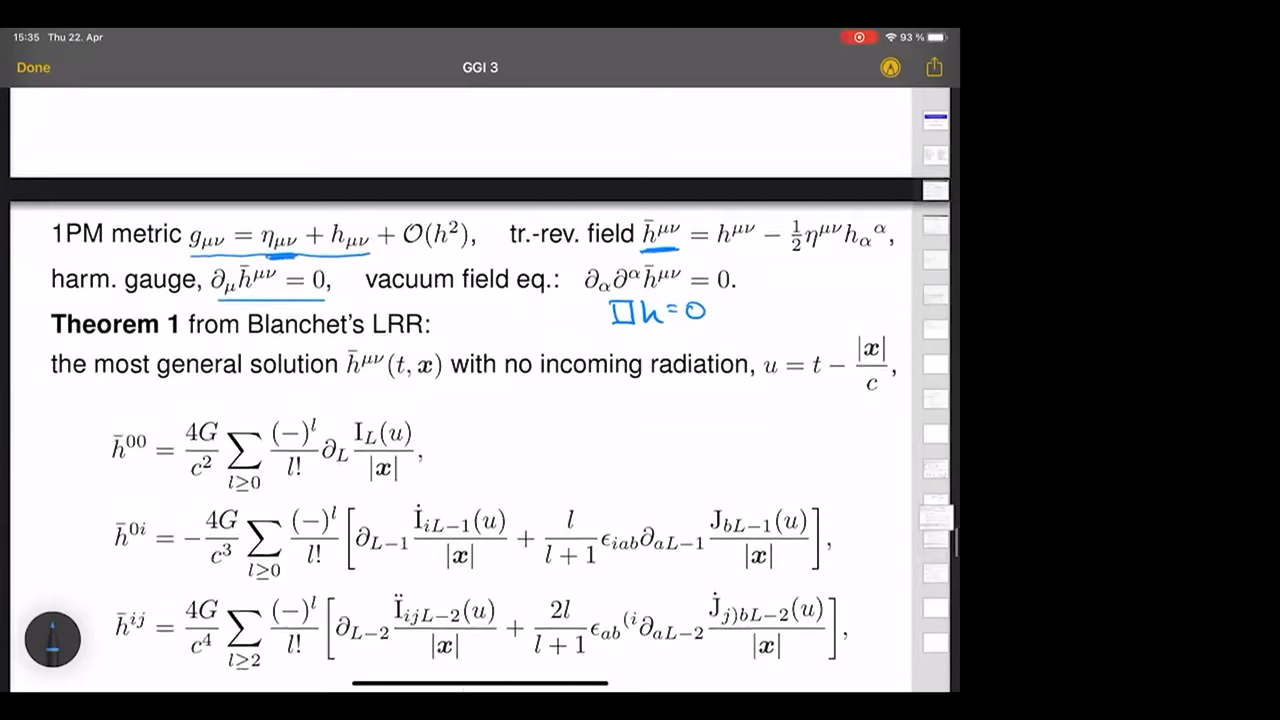 15:35 Thu 22. Apr 93 %
Done GGI 3
1PM metric g_{μν} = η_{μν} + h_{μν} + O(h²), tr.-rev. field h̄^{μν} = h^{μν} − ½η^{μν}h_α^α,
harm. gauge, ∂_μh̄^{μν} = 0, vacuum field eq.: ∂_α∂^αh̄^{μν} = 0.
□h = 0
Theorem 1 from Blanchet's LRR:
the most general solution h̄^{μν}(t, x) with no incoming radiation, u = t − |x|/c,
h̄^{00} = 4G/c² ∑_{l≥0} (−)^l/l! ∂_L I_L(u)/|x|,
h̄^{0i} = −4G/c³ ∑_{l≥0} (−)^l/l! [∂_{L−1} İ_{iL−1}(u)/|x| + l/(l+1) ϵ_{iab}∂_{aL−1} J_{bL−1}(u)/|x|],
h̄^{ij} = 4G/c⁴ ∑_{l≥2} (−)^l/l! [∂_{L−2} Ï_{ijL−2}(u)/|x| + 2l/(l+1) ϵ_{ab}^{(i}∂_{aL−2} J̇_{j)bL−2}(u)/|x|],